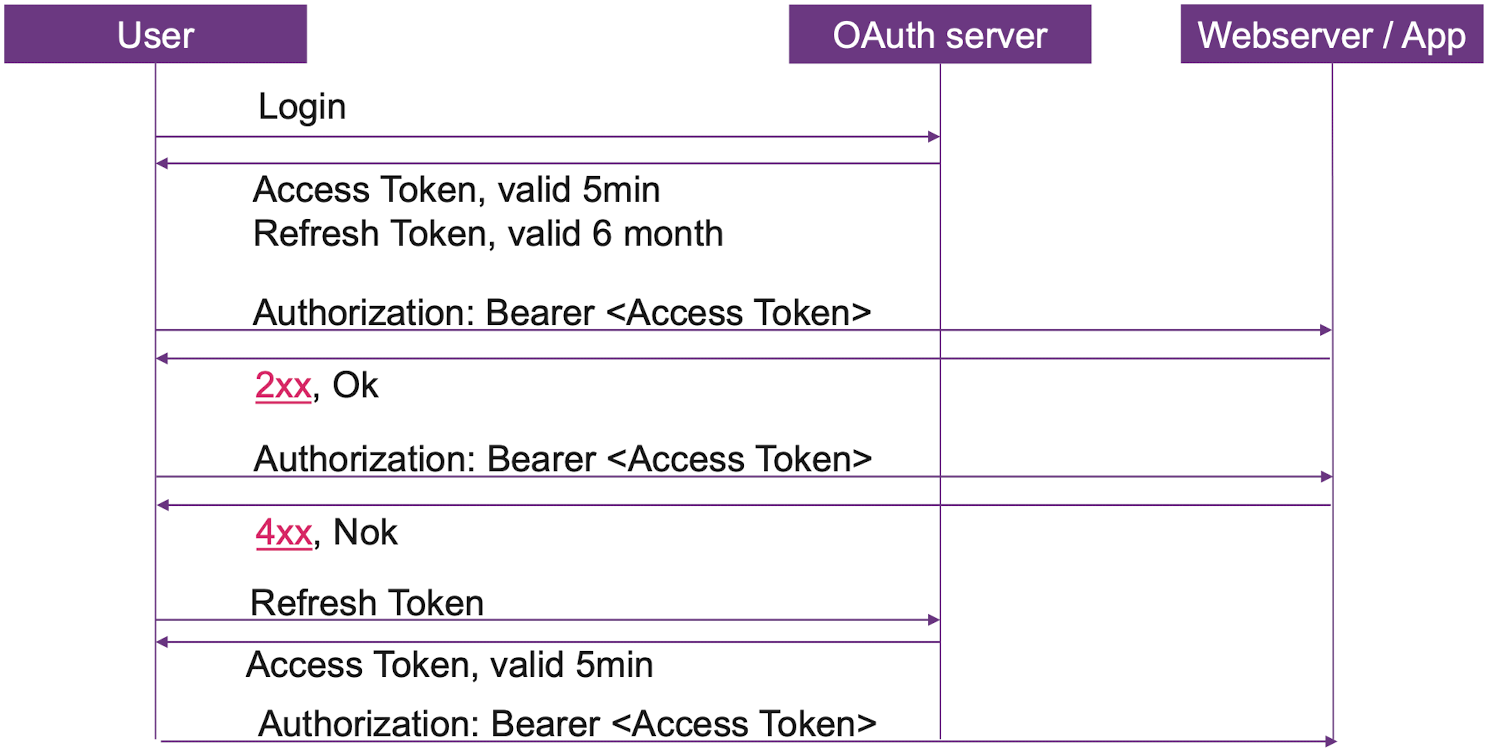 User
OAuth server
Webserver / App
Login
Access Token, valid 5min
Refresh Token, valid 6 month
Authorization: Bearer <Access Token>
2xx, Ok
Authorization: Bearer <Access Token>
4xx, Nok
Refresh Token
Access Token, valid 5min
Authorization: Bearer <Access Token>